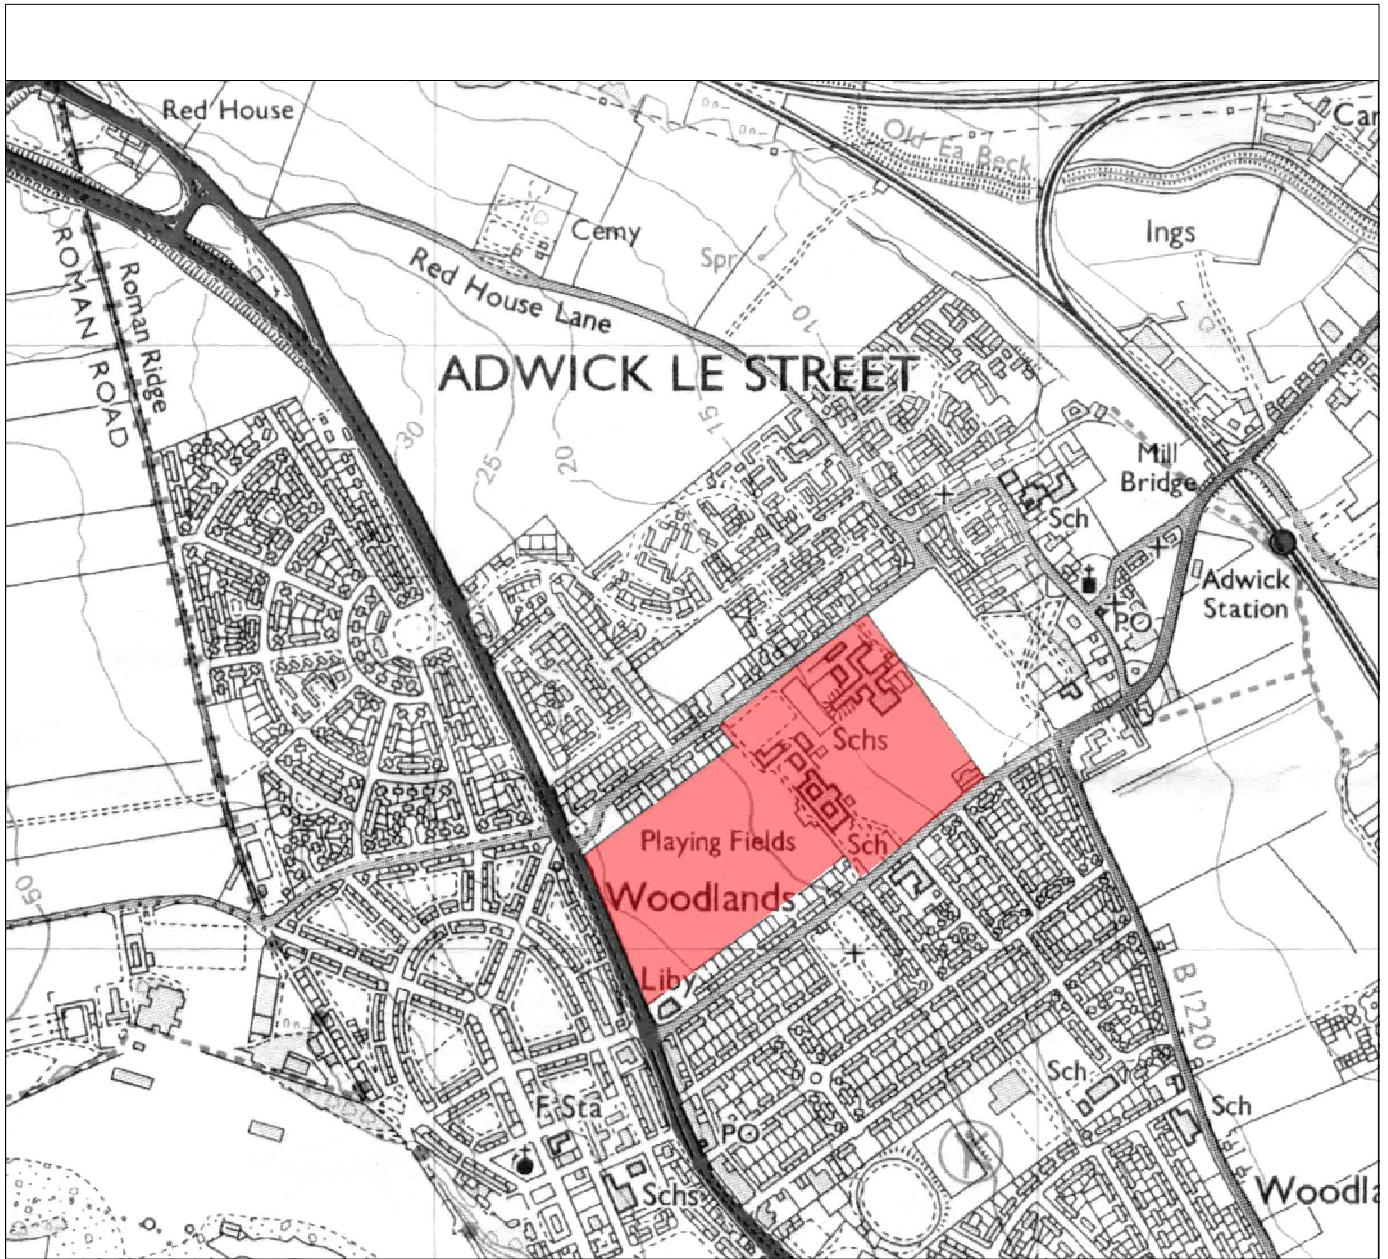 Red House
Car
Old Ea Beck
Cemy
Ings
Spr
ROMAN ROAD
Roman Ridge
Red House Lane
10
ADWICK LE STREET
15
30
25
20
Mill
Bridge
Sch
Adwick
Station
PO
Schs
Playing Fields
Sch
Woodlands
50
Liby
B 1220
Sch
F Sta
Sch
PO
Schs
Woodla